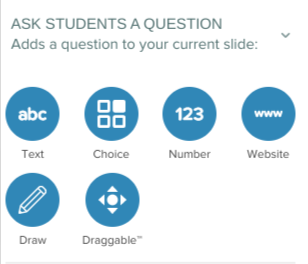 ASK STUDENTS A QUESTION
Adds a question to your current slide:
abc
123
www
Text
Choice
Number
Website
Draw
Draggable™